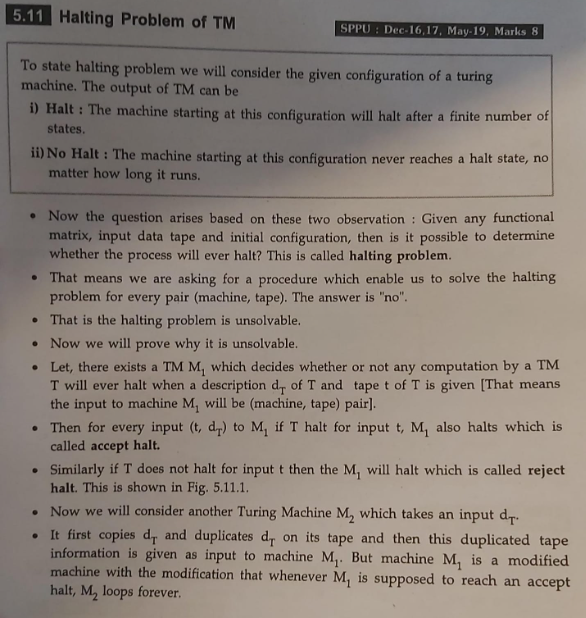 5.11 Halting Problem of TM
SPPU : Dec-16,17, May-19, Marks 8
To state halting problem we will consider the given configuration of a turing
machine. The output of TM can be
i) Halt : The machine starting at this configuration will halt after a finite number of
states.
ii) No Halt : The machine starting at this configuration never reaches a halt state, no
matter how long it runs.
• Now the question arises based on these two observation : Given any functional
matrix, input data tape and initial configuration, then is it possible to determine
whether the process will ever halt? This is called halting problem.
• That means we are asking for a procedure which enable us to solve the halting
problem for every pair (machine, tape). The answer is "no".
• That is the halting problem is unsolvable.
• Now we will prove why it is unsolvable.
• Let, there exists a TM M₁ which decides whether or not any computation by a TM
T will ever halt when a description d_T of T and tape t of T is given [That means
the input to machine M₁ will be (machine, tape) pair].
• Then for every input (t, d_T) to M₁ if T halt for input t, M₁ also halts which is
called accept halt.
• Similarly if T does not halt for input t then the M₁ will halt which is called reject
halt. This is shown in Fig. 5.11.1.
• Now we will consider another Turing Machine M₂ which takes an input d_T.
• It first copies d_T and duplicates d_T on its tape and then this duplicated tape
information is given as input to machine M₁. But machine M₁ is a modified
machine with the modification that whenever M₁ is supposed to reach an accept
halt, M₂ loops forever.